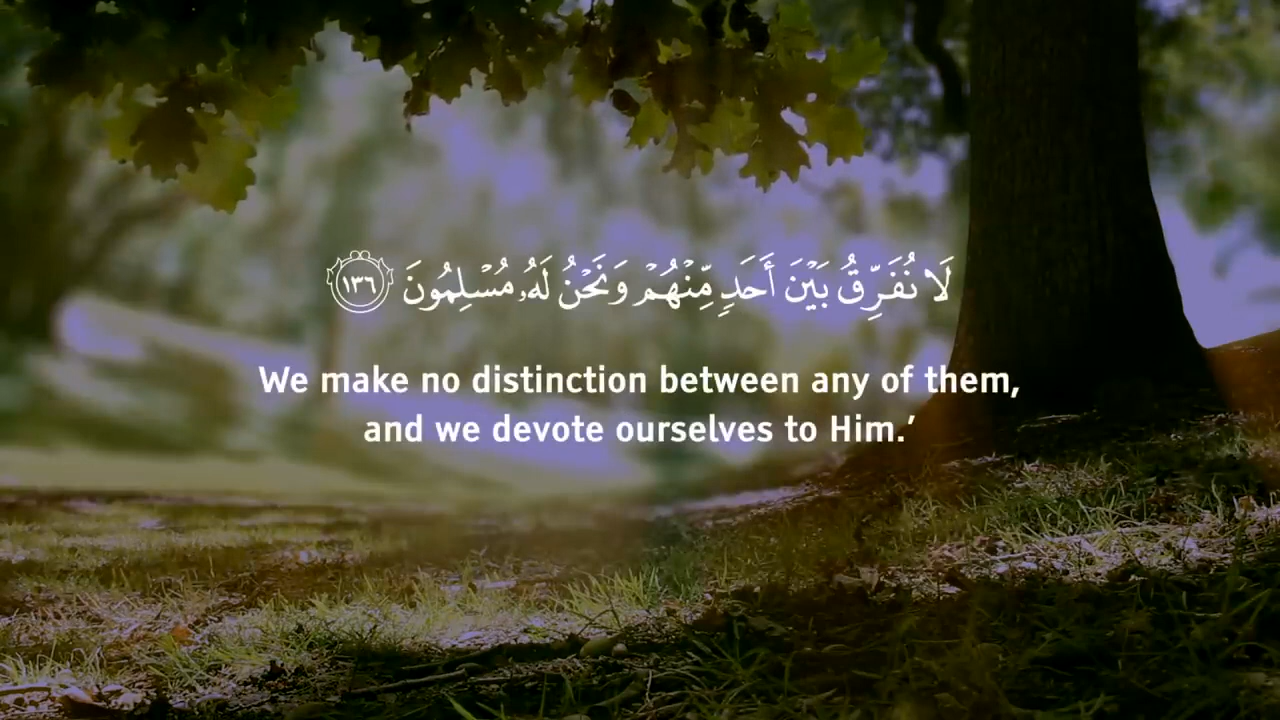 لَا نُفَرِّقُ بَيْنَ أَحَدٍ مِّنْهُمْ وَنَحْنُ لَهُۥ مُسْلِمُونَ ١٣٦
We make no distinction between any of them,
and we devote ourselves to Him.’